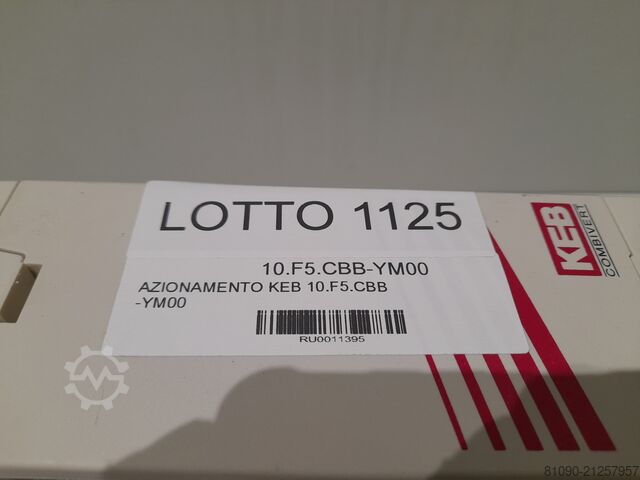 LOTTO 1125
10.F5.CBB-YM00
AZIONAMENTO KEB 10.F5.CBB
-YM00
RU0011395
KEB
COMBIVERT
81090-21257957